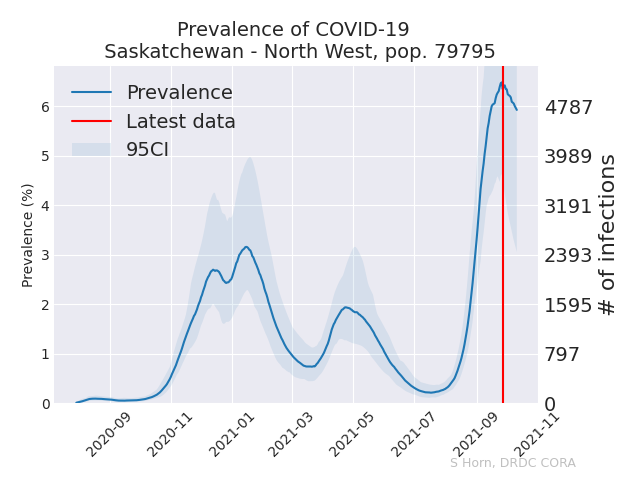 Prevalence of COVID-19
Saskatchewan - North West, pop. 79795
Prevalence
Latest data
95CI
Prevalence (%)
6
5
4
3
2
1
0
4787
3989
3191
2393
1595
797
0
# of infections
2020-09
2020-11
2021-01
2021-03
2021-05
2021-07
2021-09
2021-11
S Horn, DRDC CORA